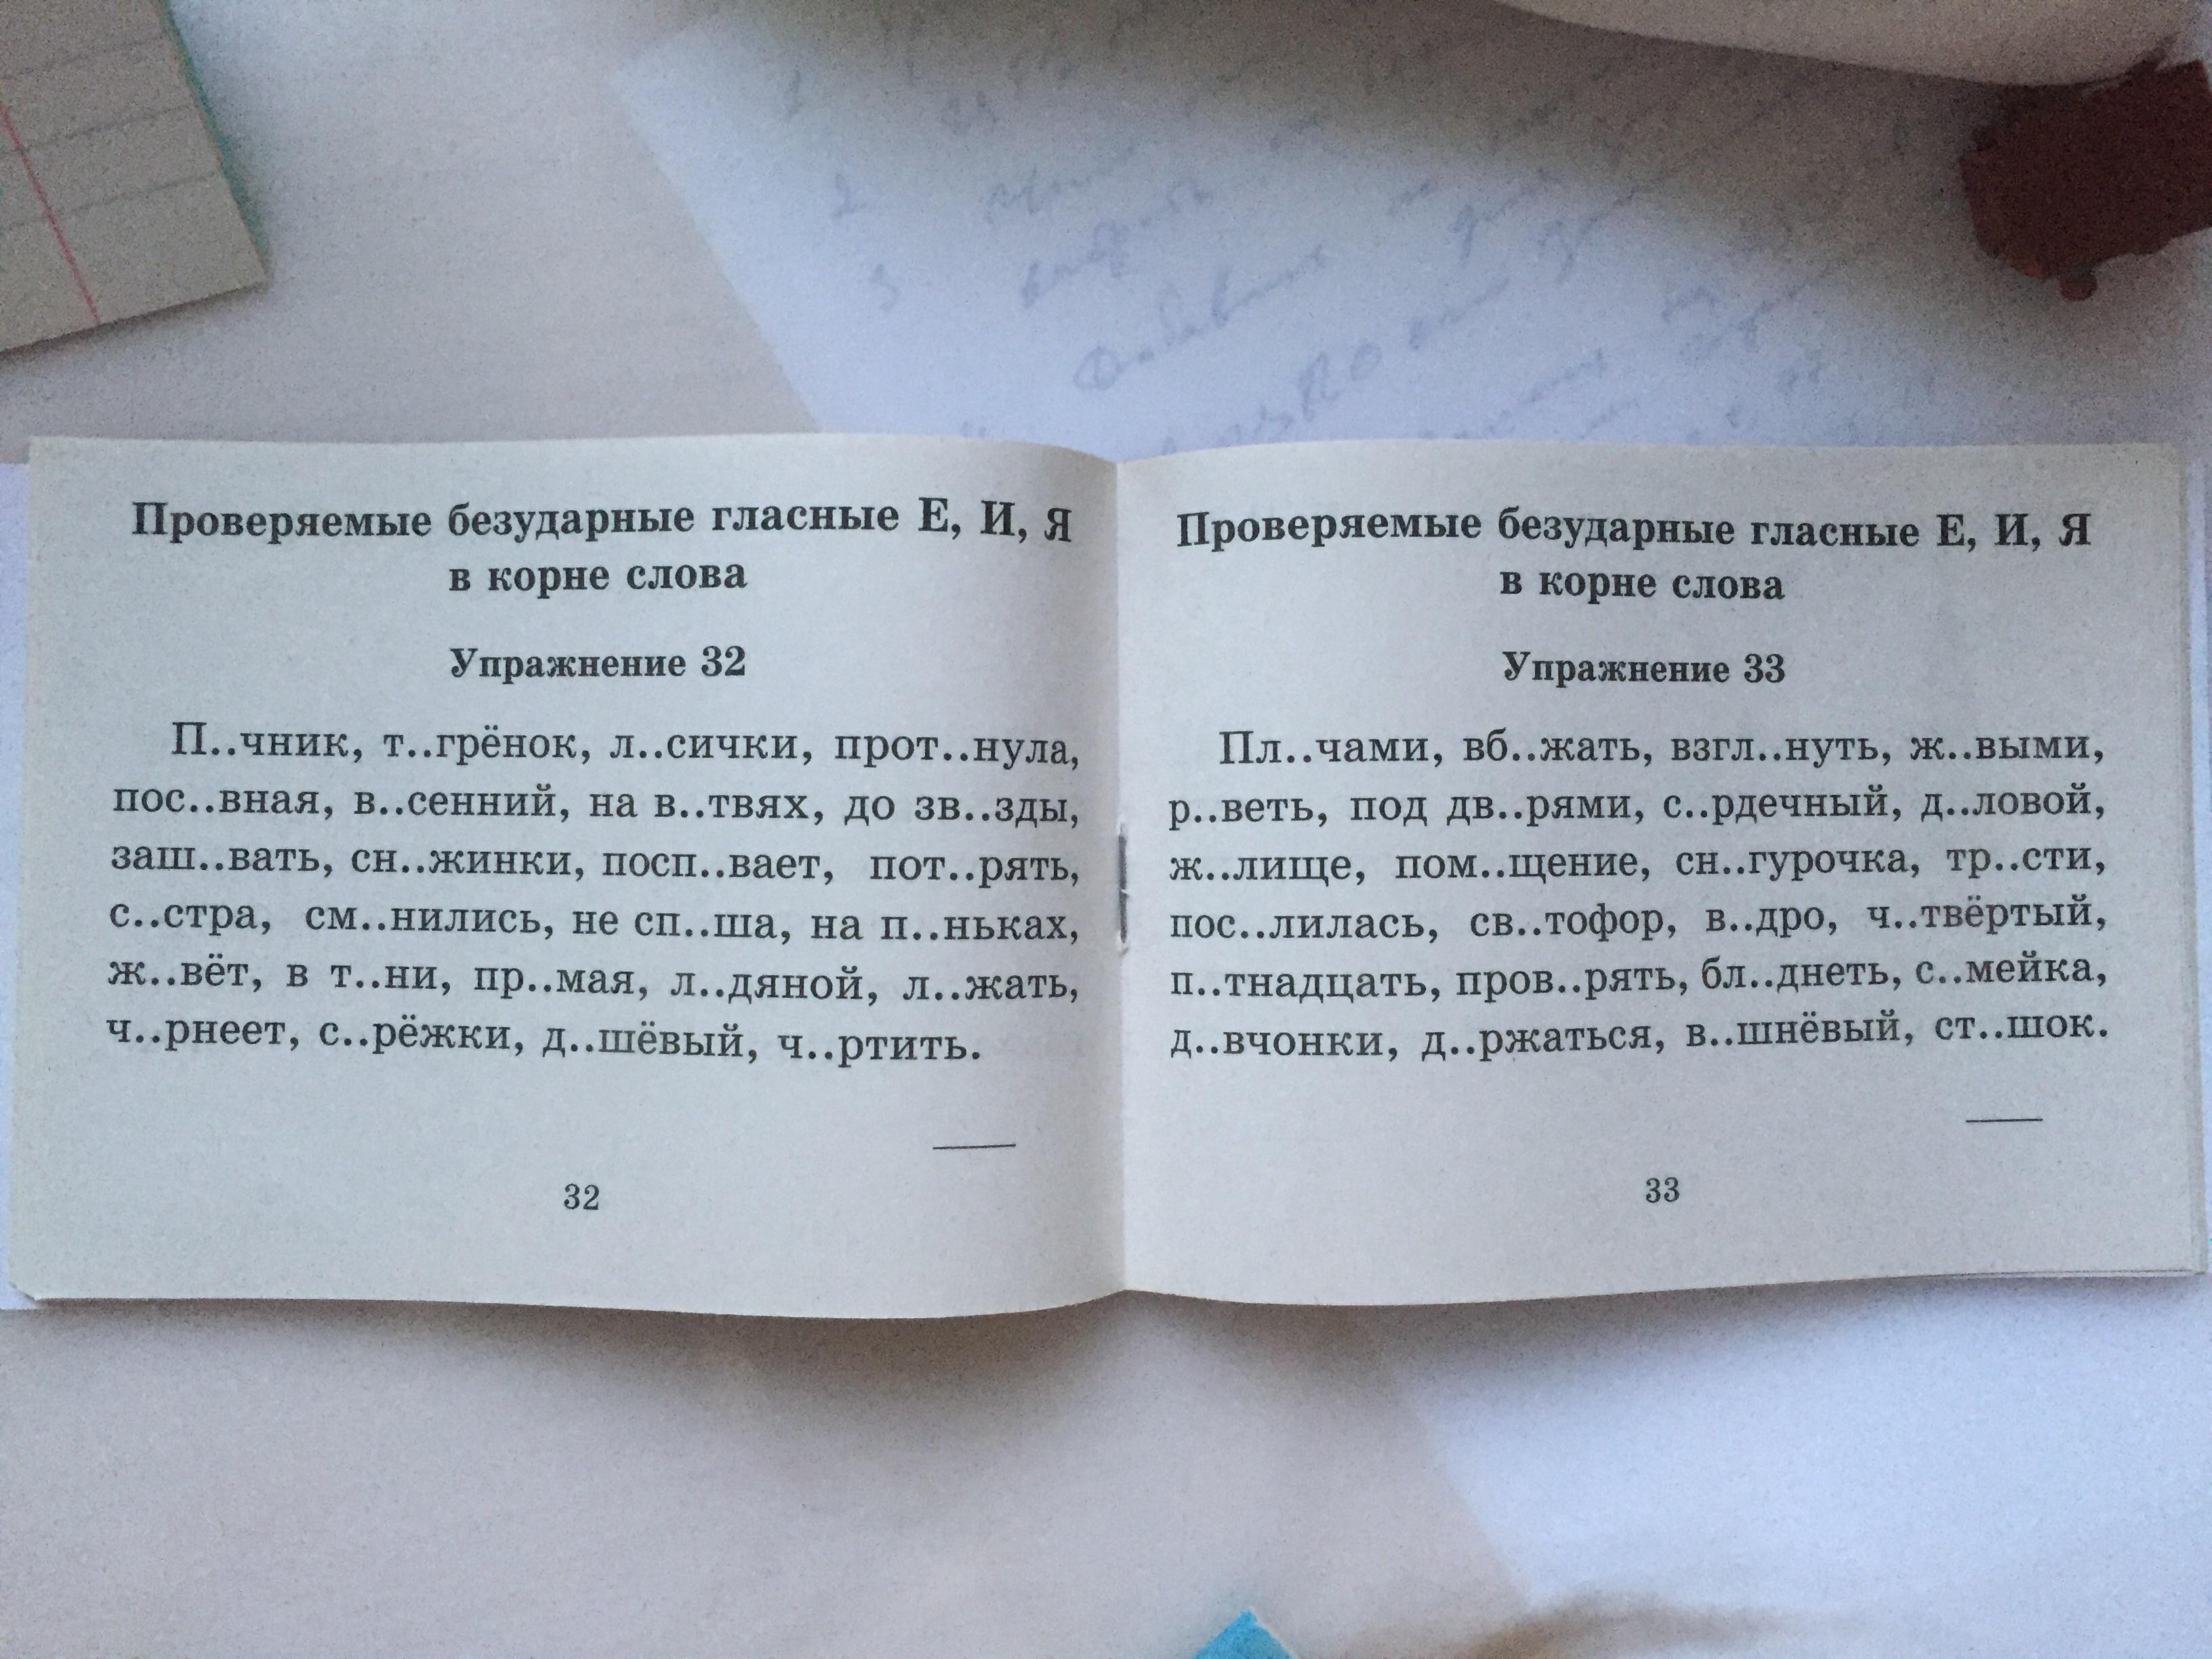 Проверяемые безударные гласные Е, И, Я
в корне слова
Упражнение 32
П..чник, т..грёнок, л..сички, прот..нула,
пос..вная, в..сенний, на в..твях, до зв..зды,
заш..вать, сн..жинки, посп..вает, пот..рять,
с..стра, см..нились, не сп..ша, на п..ньках,
ж..вёт, в т..ни, пр..мая, л..дяной, л..жать,
ч..рнеет, с..рёжки, д..шёвый, ч..ртить.
32
Проверяемые безударные гласные Е, И, Я
в корне слова
Упражнение 33
Пл..чами, вб..жать, взгл..нуть, ж..выми,
р..веть, под дв..рями, с..рдечный, д..ловой,
ж..лище, пом..щение, сн..гурочка, тр..сти,
пос..лилась, св..тофор, в..дро, ч..твёртый,
п..тнадцать, пров..рять, бл..днеть, с..мейка,
д..вчонки, д..ржаться, в..шнёвый, ст..шок.
33